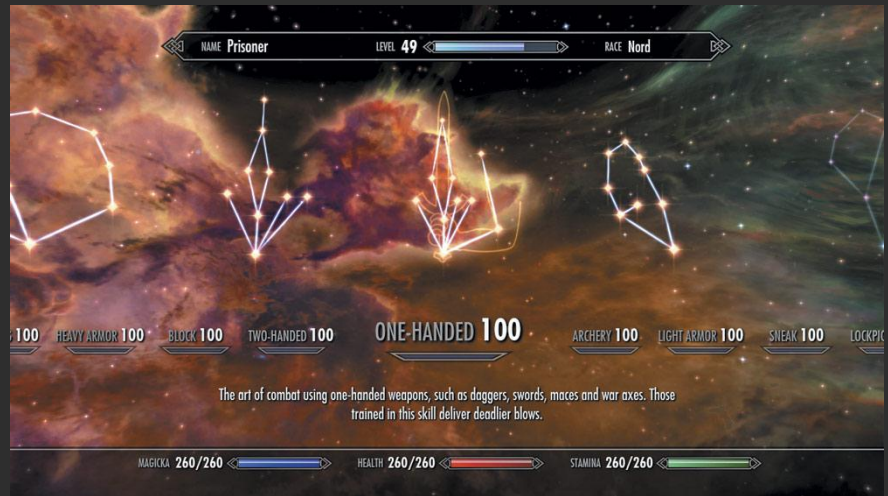 NAME Prisoner LEVEL 49 RACE Nord
100 HEAVY ARMOR 100 BLOCK 100 TWO-HANDED 100 ONE-HANDED 100 ARCHERY 100 LIGHT ARMOR 100 SNEAK 100 LOCKPIC
The art of combat using one-handed weapons, such as daggers, swords, maces and war axes. Those
trained in this skill deliver deadlier blows.
MAGICKA 260/260 HEALTH 260/260 STAMINA 260/260